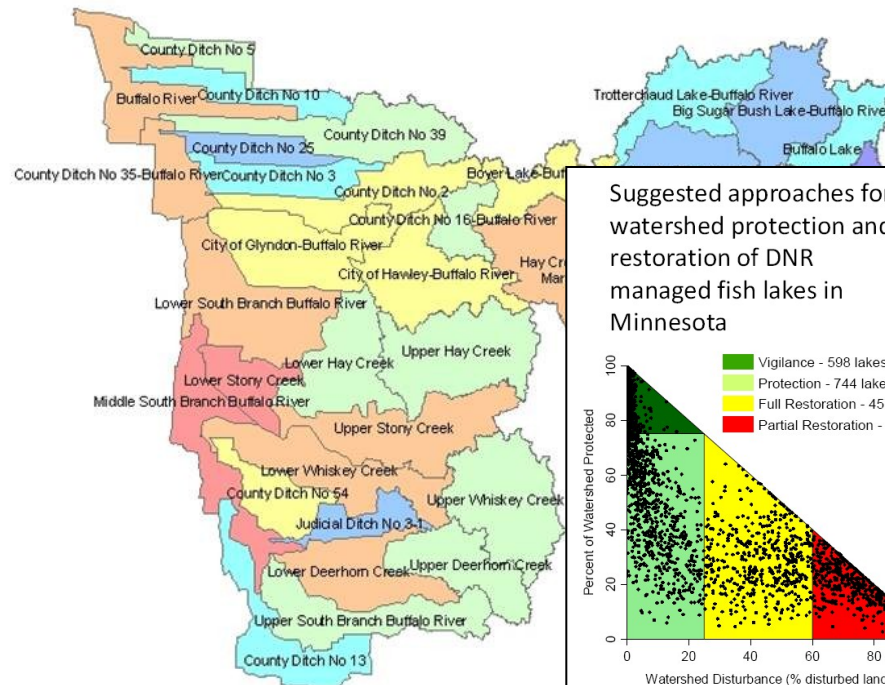 County Ditch No 5
County Ditch No 10
Buffalo River
County Ditch No 39
County Ditch No 25
County Ditch No 35-Buffalo River
County Ditch No 3
County Ditch No 2
Boyer Lake-Buff
Trotterchaud Lake-Buffalo River
Big Sugar Bush Lake-Buffalo Rive
Buffalo Lake
County Ditch No 16-Buffalo River
City of Glyndon-Buffalo River
City of Hawley-Buffalo River
Hay Cr
Mar
Lower South Branch Buffalo River
Lower Hay Creek
Upper Hay Creek
Lower Stony Creek
Middle South Branch Buffalo River
Upper Stony Creek
Lower Whiskey Creek
County Ditch No 54
Upper Whiskey Creek
Judicial Ditch No 3-1
Lower Deerhorn Creek
Upper Deerhorn Creek
Upper South Branch Buffalo River
County Ditch No 13
Suggested approaches for
watershed protection and
restoration of DNR
managed fish lakes in
Minnesota
Vigilance - 598 lakes
Protection - 744 lake
Full Restoration - 45
Partial Restoration -
Percent of Watershed Protected
100
80
60
40
20
0
0 20 40 60 80
Watershed Disturbance (% disturbed land